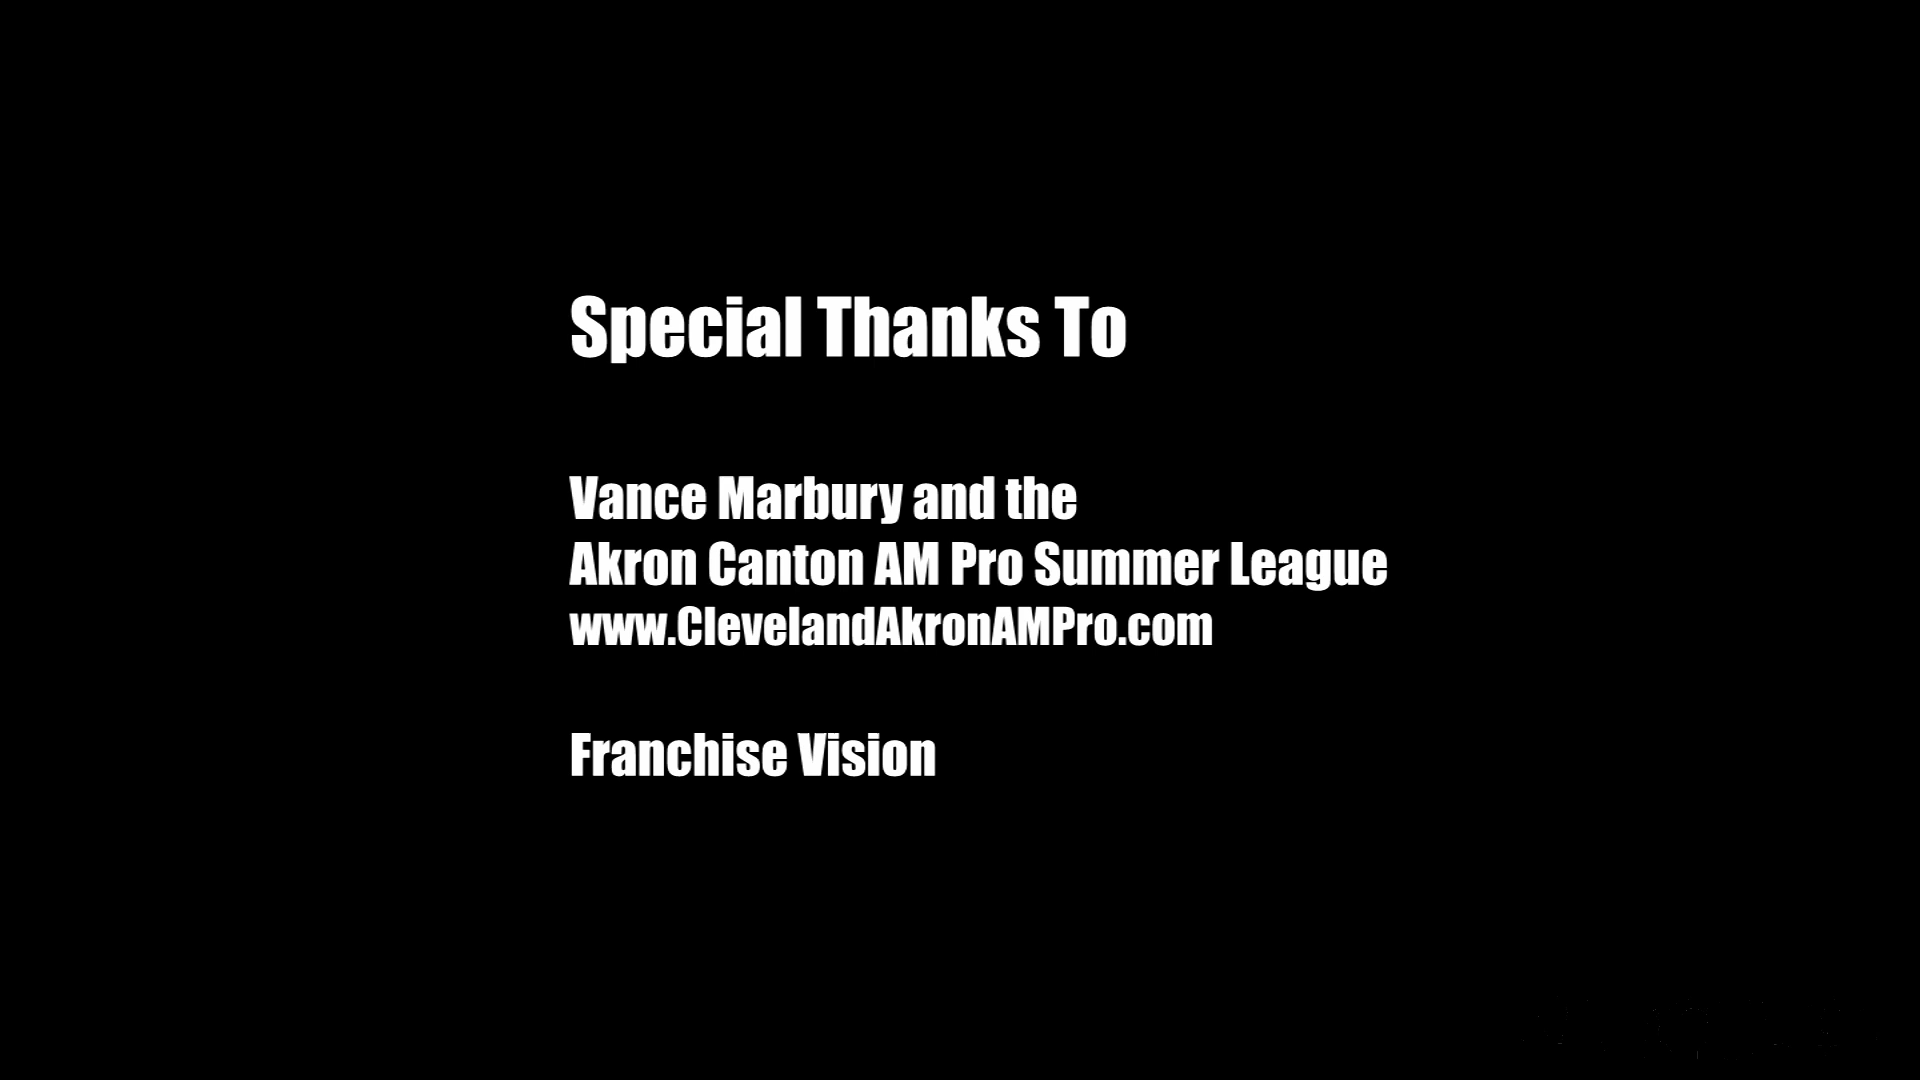 Special Thanks To
Vance Marbury and the
Akron Canton AM Pro Summer League
www.ClevelandAkronAMPro.com
Franchise Vision